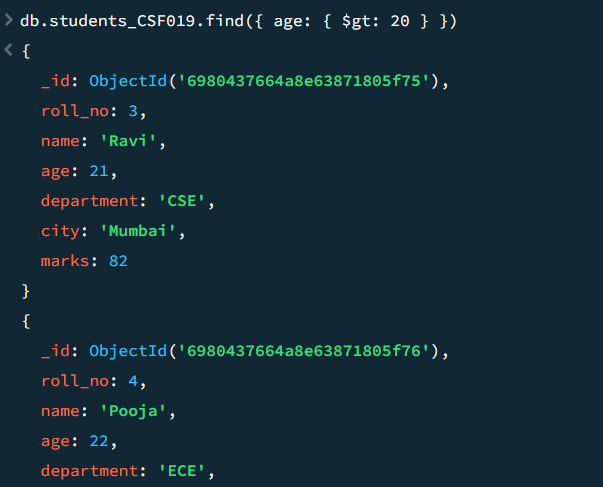 db.students_CSF019.find({ age: { $gt: 20 } })
{
_id: ObjectId('6980437664a8e63871805f75'),
roll_no: 3,
name: 'Ravi',
age: 21,
department: 'CSE',
city: 'Mumbai',
marks: 82
}
{
_id: ObjectId('6980437664a8e63871805f76'),
roll_no: 4,
name: 'Pooja',
age: 22,
department: 'ECE',